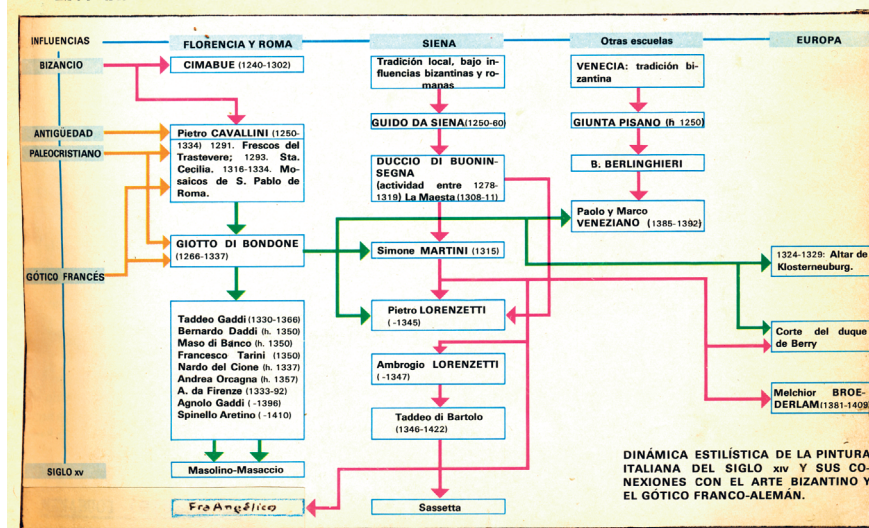 INFLUENCIAS
FLORENCIA Y ROMA
SIENA
Otras escuelas
EUROPA
BIZANCIO
ANTIGÜEDAD
PALEOCRISTIANO
GÓTICO FRANCÉS
SIGLO XV
CIMABUE (1240-1302)
Pietro CAVALLINI (1250-
1334) 1291. Frescos del
Trastevere; 1293. Sta.
Cecilia. 1316-1334. Mo-
saicos de S. Pablo de
Roma.
GIOTTO DI BONDONE
(1266-1337)
Taddeo Gaddi (1330-1366)
Bernardo Daddi (h. 1350)
Maso di Banco (h. 1350)
Francesco Tarini (1350)
Nardo del Cione (h. 1337)
Andrea Orcagna (h. 1357)
A. da Firenze (1333-92)
Agnolo Gaddi ( -1396)
Spinello Aretino ( -1410)
Masolino-Masaccio
Fra Angélico
Tradición local, bajo in-
fluencias bizantinas y ro-
manas
GUIDO DA SIENA (1250-60)
DUCCIO DI BUONIN-
SEGNA
(actividad entre 1278-
1319) La Maesta (1308-11)
Simone MARTINI (1315)
Pietro LORENZETTI
( -1345)
Ambrogio LORENZETTI
( -1347)
Taddeo di Bartolo
(1346-1422)
Sassetta
VENECIA: tradición bi-
zantina
GIUNTA PISANO (h 1250)
B. BERLINGHIERI
Paolo y Marco
VENEZIANO (1385-1392)
1324-1329: Altar de
Klosterneuburg.
Corte del duque
de Berry
Melchior BROE-
DERLAM (1381-1409)
DINÁMICA ESTILÍSTICA DE LA PINTURA
ITALIANA DEL SIGLO XIV Y SUS CO-
NEXIONES CON EL ARTE BIZANTINO Y
EL GÓTICO FRANCO-ALEMÁN.